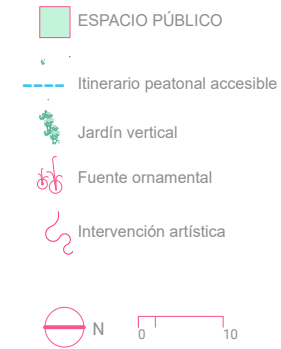 ESPACIO PÚBLICO
Itinerario peatonal accesible
Jardín vertical
Fuente ornamental
Intervención artística
N
0 10